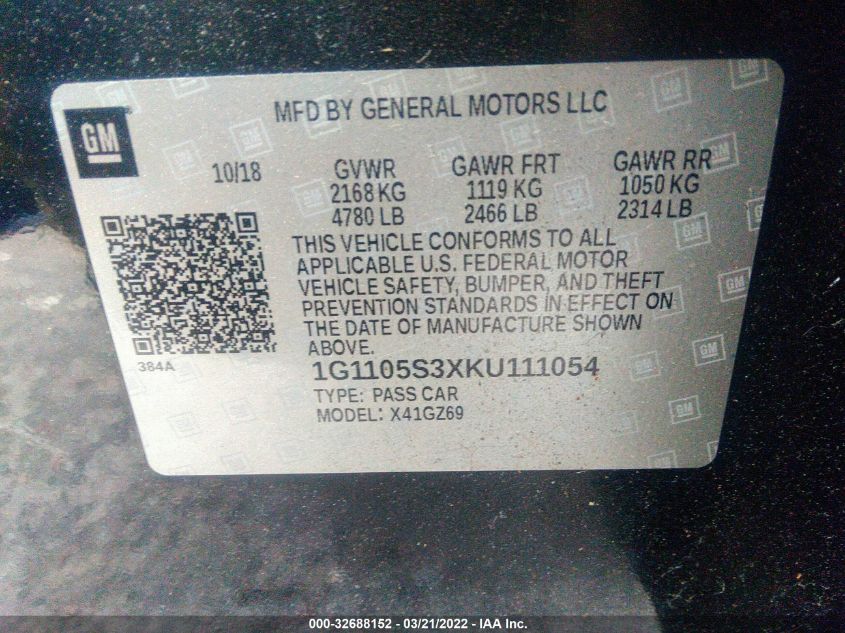 GM
MFD BY GENERAL MOTORS LLC
10/18 GVWR GAWR FRT GAWR RR
2168 KG 1119 KG 1050 KG
4780 LB 2466 LB 2314 LB
THIS VEHICLE CONFORMS TO ALL
APPLICABLE U.S. FEDERAL MOTOR
VEHICLE SAFETY, BUMPER, AND THEFT
PREVENTION STANDARDS IN EFFECT ON
THE DATE OF MANUFACTURE SHOWN
ABOVE.
384A
1G1105S3XKU111054
TYPE: PASS CAR
MODEL: X41GZ69
000-32688152 - 03/21/2022 - IAA Inc.